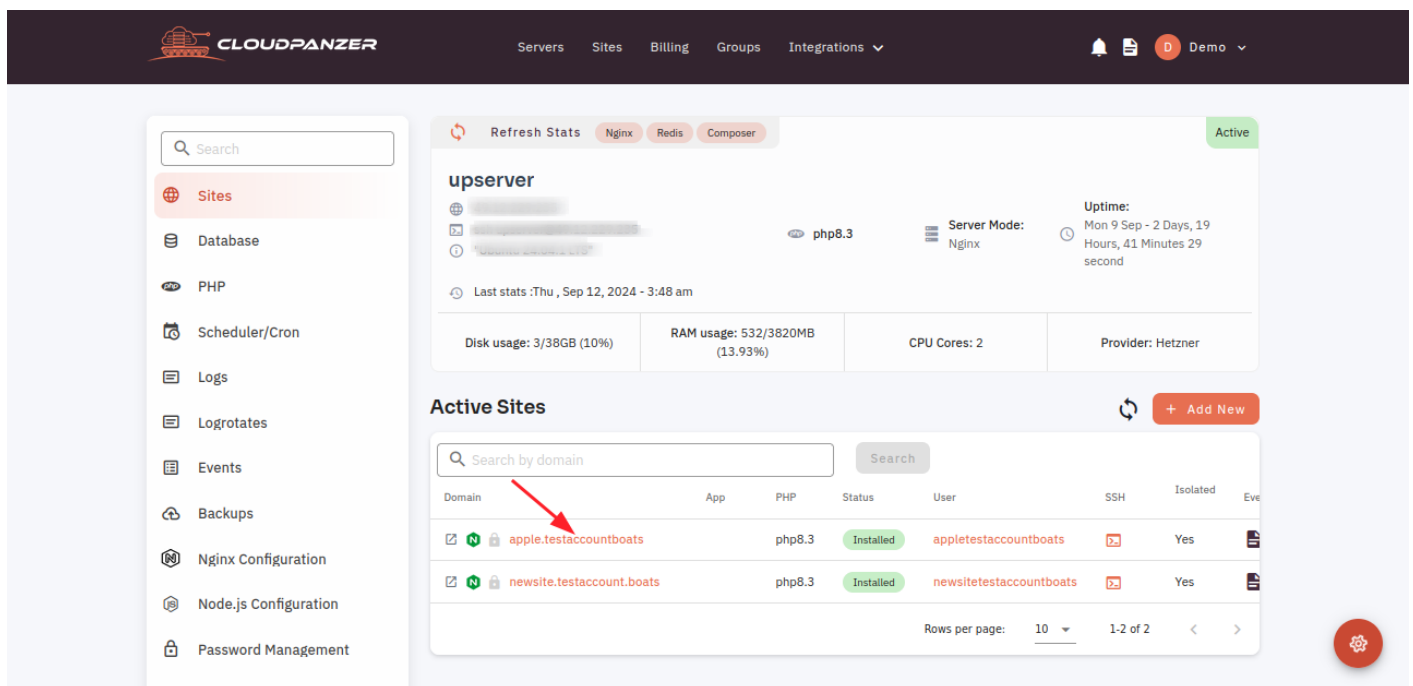 CLOUDPANZER
Servers Sites Billing Groups Integrations
D Demo
Search
Sites
Database
php PHP
Scheduler/Cron
Logs
Logrotates
Events
Backups
N Nginx Configuration
JS Node.js Configuration
Password Management
Refresh Stats Nginx Redis Composer Active
upserver
php php8.3
Server Mode:
Nginx
Uptime:
Mon 9 Sep - 2 Days, 19
Hours, 41 Minutes 29
second
Last stats :Thu , Sep 12, 2024 - 3:48 am
Disk usage: 3/38GB (10%)
RAM usage: 532/3820MB
(13.93%)
CPU Cores: 2
Provider: Hetzner
Active Sites
+ Add New
Search by domain Search
Domain App PHP Status User SSH Isolated Eve
N apple.testaccountboats php8.3 Installed appletestaccountboats Yes
N newsite.testaccount.boats php8.3 Installed newsitetestaccountboats Yes
Rows per page: 10 1-2 of 2